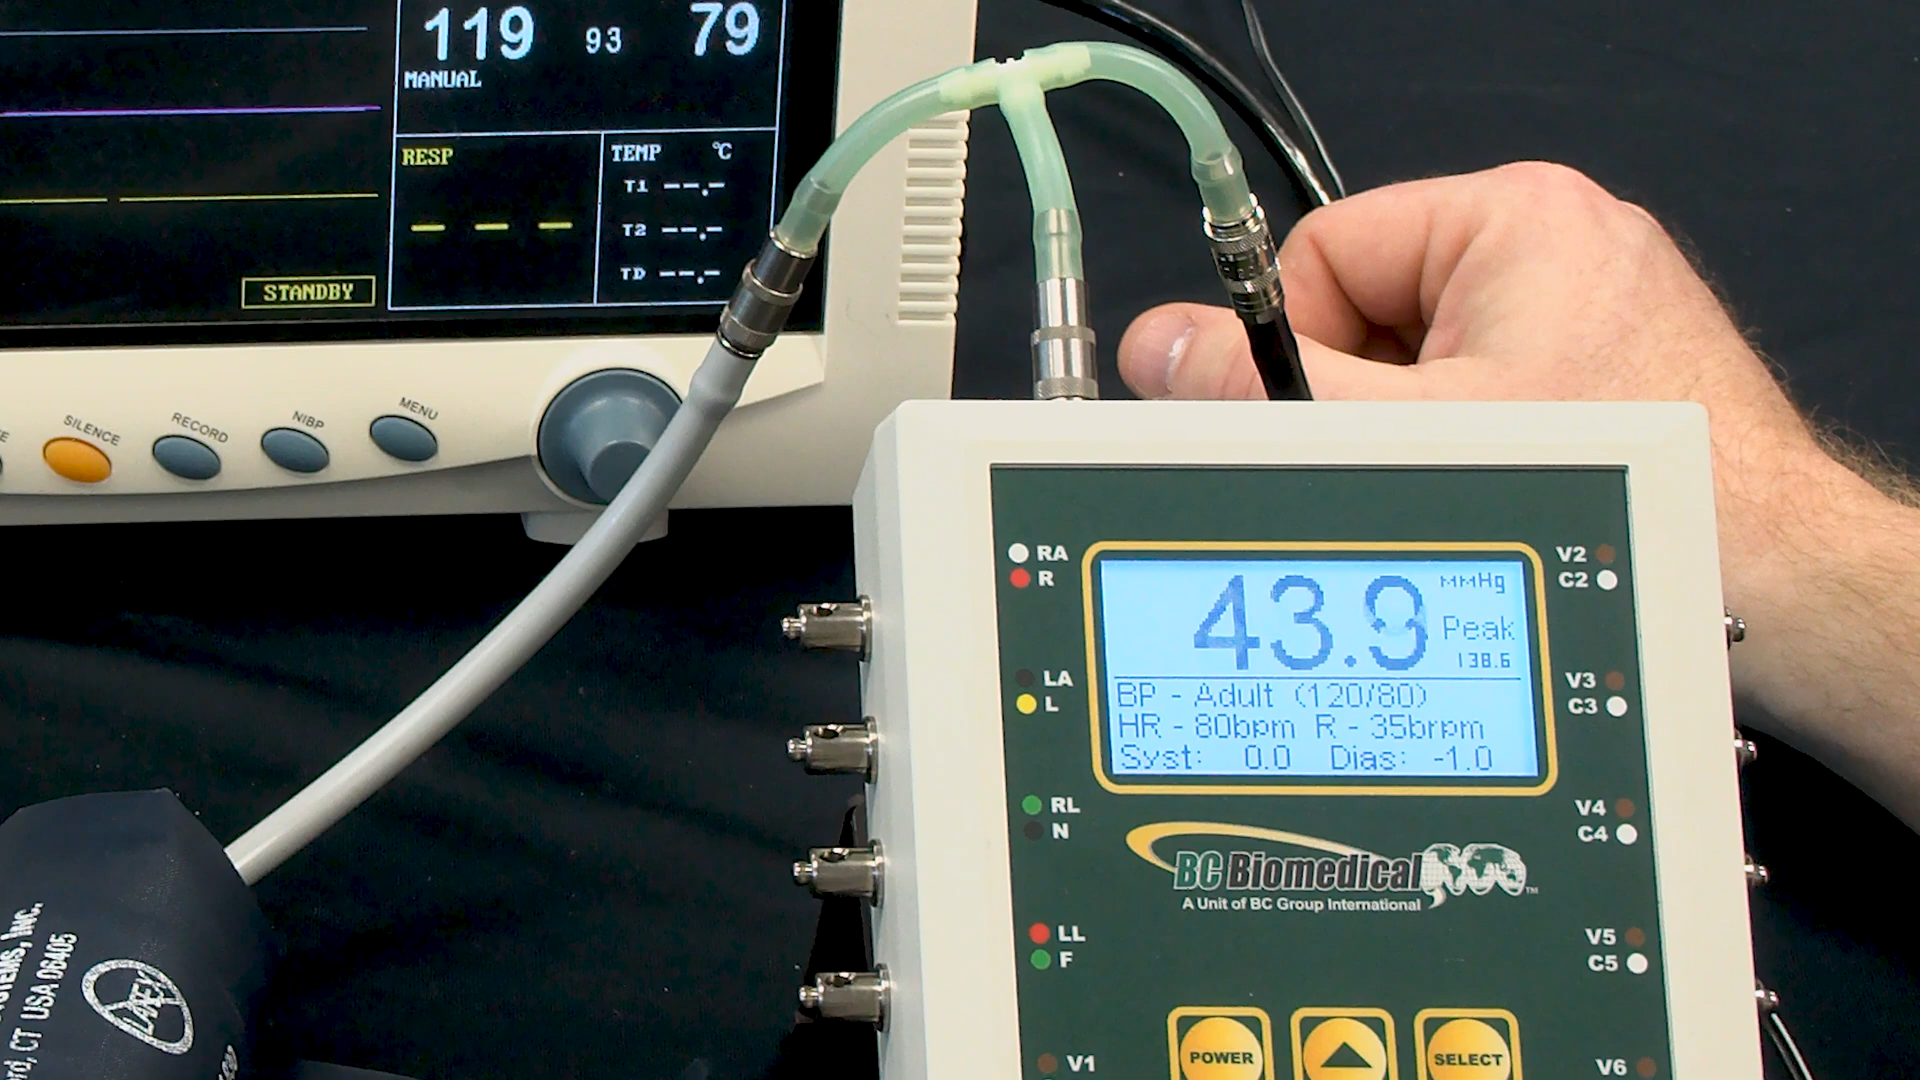 119 93 79
MANUAL
RESP
TEMP °C
T1 --.-
T2 --.-
TD --.-
- - -
STANDBY
SILENCE
RECORD
NIBP
MENU
RA
R
LA
L
RL
N
LL
F
V1
V2
C2
V3
C3
V4
C4
V5
C5
V6
43.9 mmHg
Peak
138.6
BP - Adult (120/80)
HR - 80bpm R - 35brpm
Syst: 0.0 Dias: -1.0
BC Biomedical™
A Unit of BC Group International
POWER
SELECT
INC.
CT USA 06405